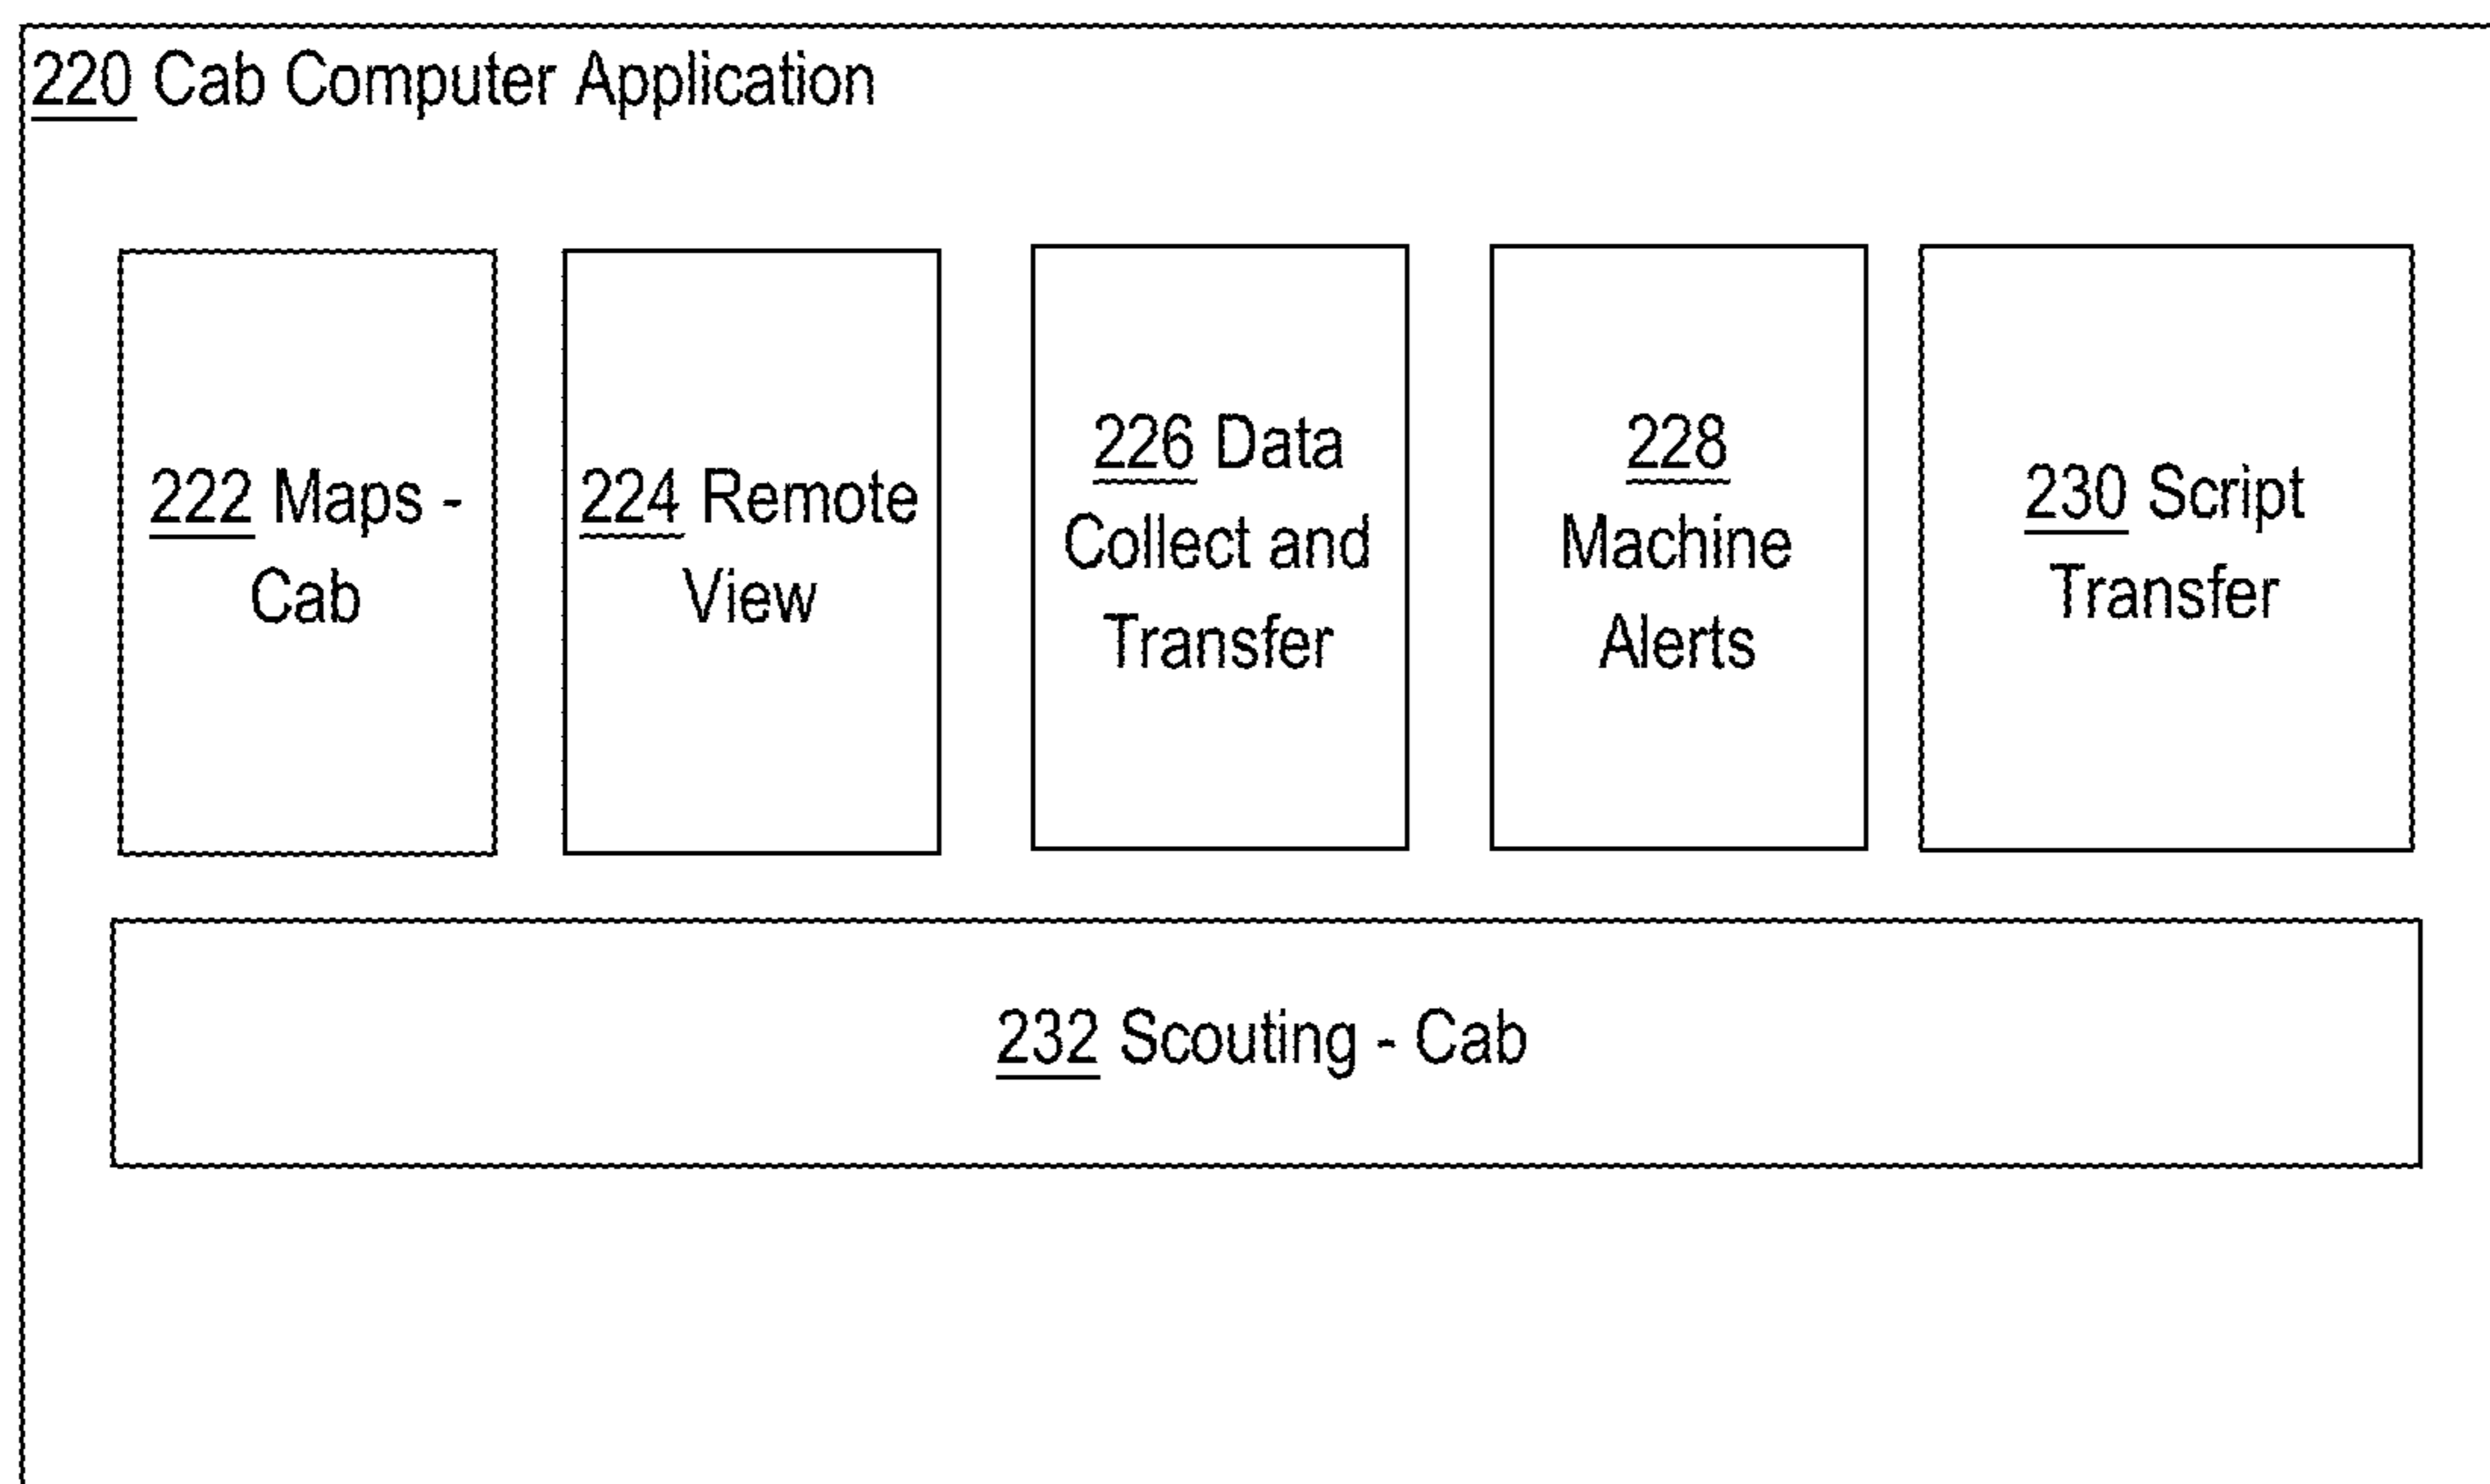 220 Cab Computer Application
222 Maps -
Cab
224 Remote
View
226 Data
Collect and
Transfer
228
Machine
Alerts
230 Script
Transfer
232 Scouting - Cab